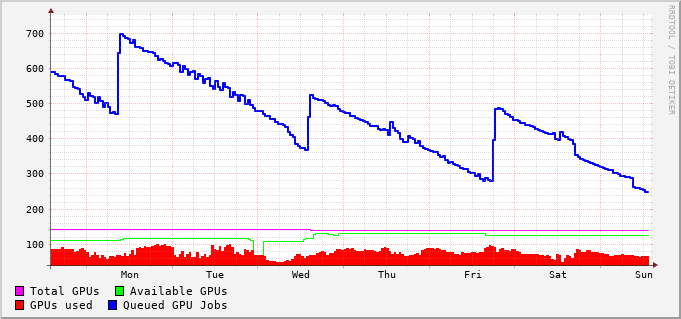 700
600
500
400
300
200
100
Mon Tue Wed Thu Fri Sat Sun
Total GPUs Available GPUs
GPUs used Queued GPU Jobs
RRDTOOL / TOBI OETIKER